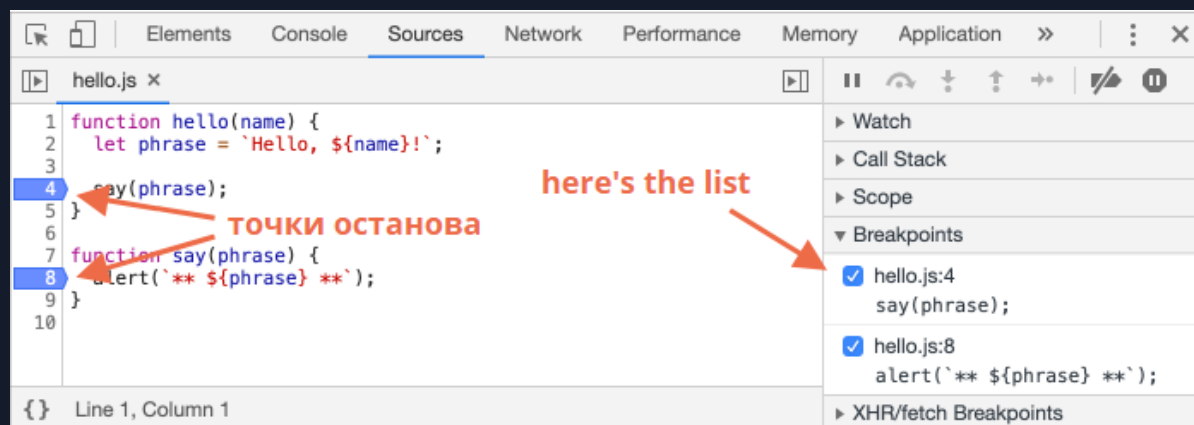 Elements Console Sources Network Performance Memory Application »
hello.js ×
1 function hello(name) {
2 let phrase = `Hello, ${name}!`;
3
4 say(phrase);
5 }
6
7 function say(phrase) {
8 alert(`** ${phrase} **`);
9 }
10
точки останова
{} Line 1, Column 1
here's the list
Watch
Call Stack
Scope
Breakpoints
hello.js:4
say(phrase);
hello.js:8
alert(`** ${phrase} **`);
XHR/fetch Breakpoints